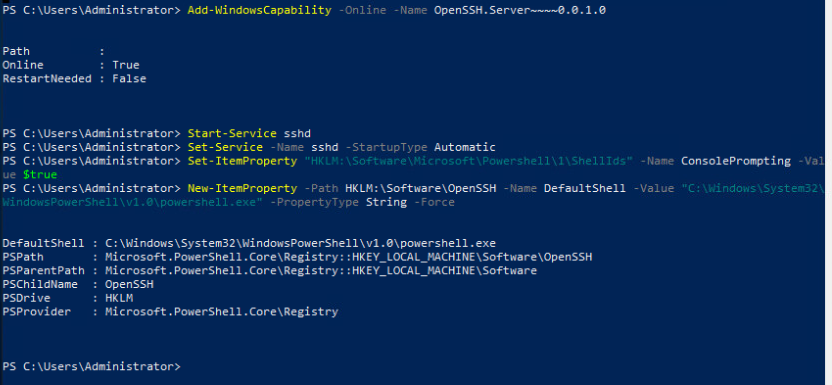 PS C:\Users\Administrator> Add-WindowsCapability -Online -Name OpenSSH.Server~~~~0.0.1.0
Path          :
Online        : True
RestartNeeded : False
PS C:\Users\Administrator> Start-Service sshd
PS C:\Users\Administrator> Set-Service -Name sshd -StartupType Automatic
PS C:\Users\Administrator> Set-ItemProperty "HKLM:\Software\Microsoft\Powershell\1\ShellIds" -Name ConsolePrompting -Val
ue $true
PS C:\Users\Administrator> New-ItemProperty -Path HKLM:\Software\OpenSSH -Name DefaultShell -Value "C:\Windows\System32\
WindowsPowerShell\v1.0\powershell.exe" -PropertyType String -Force
DefaultShell : C:\Windows\System32\WindowsPowerShell\v1.0\powershell.exe
PSPath       : Microsoft.PowerShell.Core\Registry::HKEY_LOCAL_MACHINE\Software\OpenSSH
PSParentPath : Microsoft.PowerShell.Core\Registry::HKEY_LOCAL_MACHINE\Software
PSChildName  : OpenSSH
PSDrive      : HKLM
PSProvider   : Microsoft.PowerShell.Core\Registry
PS C:\Users\Administrator>